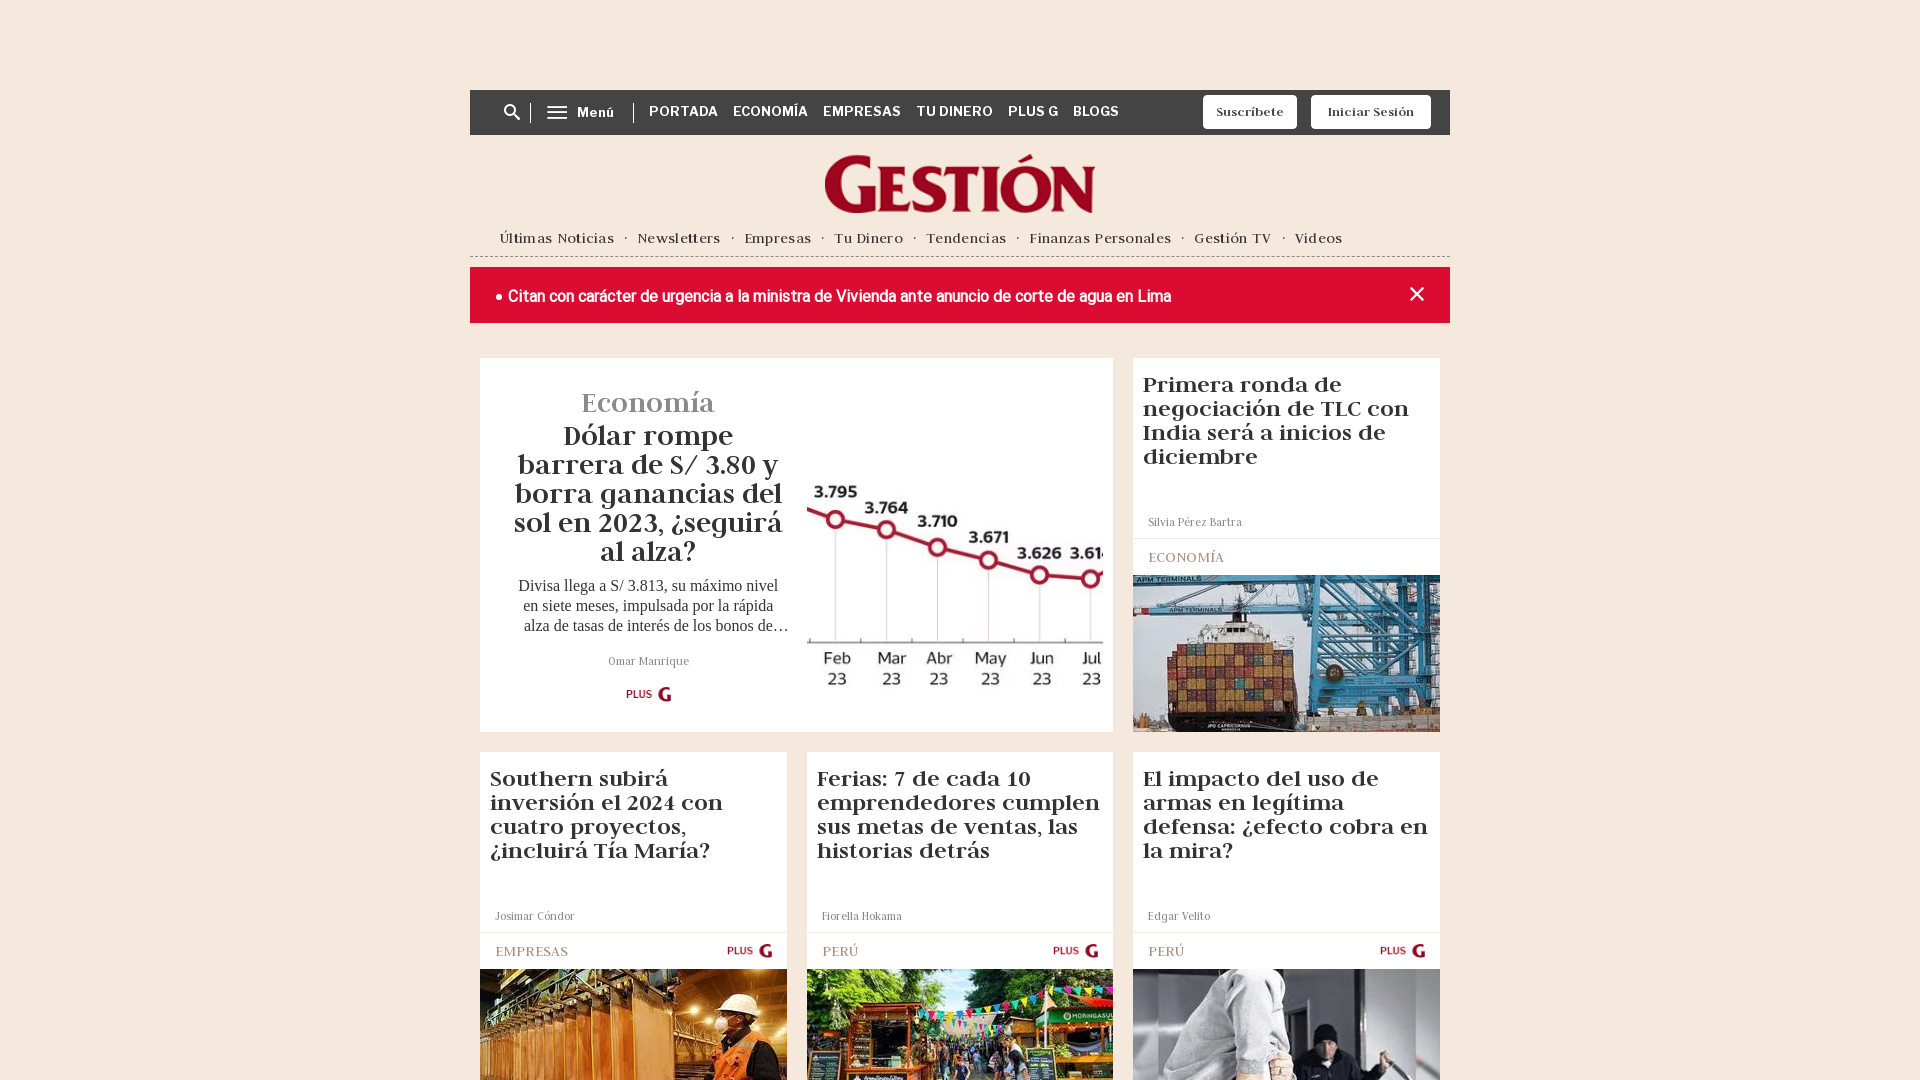 Menú
PORTADA
ECONOMÍA
EMPRESAS
TU DINERO
PLUS G
BLOGS
Suscríbete
Iniciar Sesión
GESTIÓN
Últimas Noticias · Newsletters · Empresas · Tu Dinero · Tendencias · Finanzas Personales · Gestión TV · Videos
• Citan con carácter de urgencia a la ministra de Vivienda ante anuncio de corte de agua en Lima
Economía
Dólar rompe
barrera de S/ 3.80 y
borra ganancias del
sol en 2023, ¿seguirá
al alza?
Divisa llega a S/ 3.813, su máximo nivel
en siete meses, impulsada por la rápida
alza de tasas de interés de los bonos de…
Omar Manrique
PLUS G
3.795
3.764
3.710
3.671
3.626
Feb Mar Abr May Jun Jul
23 23 23 23 23 23
Primera ronda de
negociación de TLC con
India será a inicios de
diciembre
Silvia Pérez Bartra
ECONOMÍA
APM TERMINALS
APM TERMINALS
JPO CAPRICORNUS
MONROVIA
Southern subirá
inversión el 2024 con
cuatro proyectos,
¿incluirá Tía María?
Josimar Cóndor
EMPRESAS
PLUS G
Ferias: 7 de cada 10
emprendedores cumplen
sus metas de ventas, las
historias detrás
Fiorella Hokama
PERÚ
PLUS G
El impacto del uso de
armas en legítima
defensa: ¿efecto cobra en
la mira?
Edgar Velito
PERÚ
PLUS G